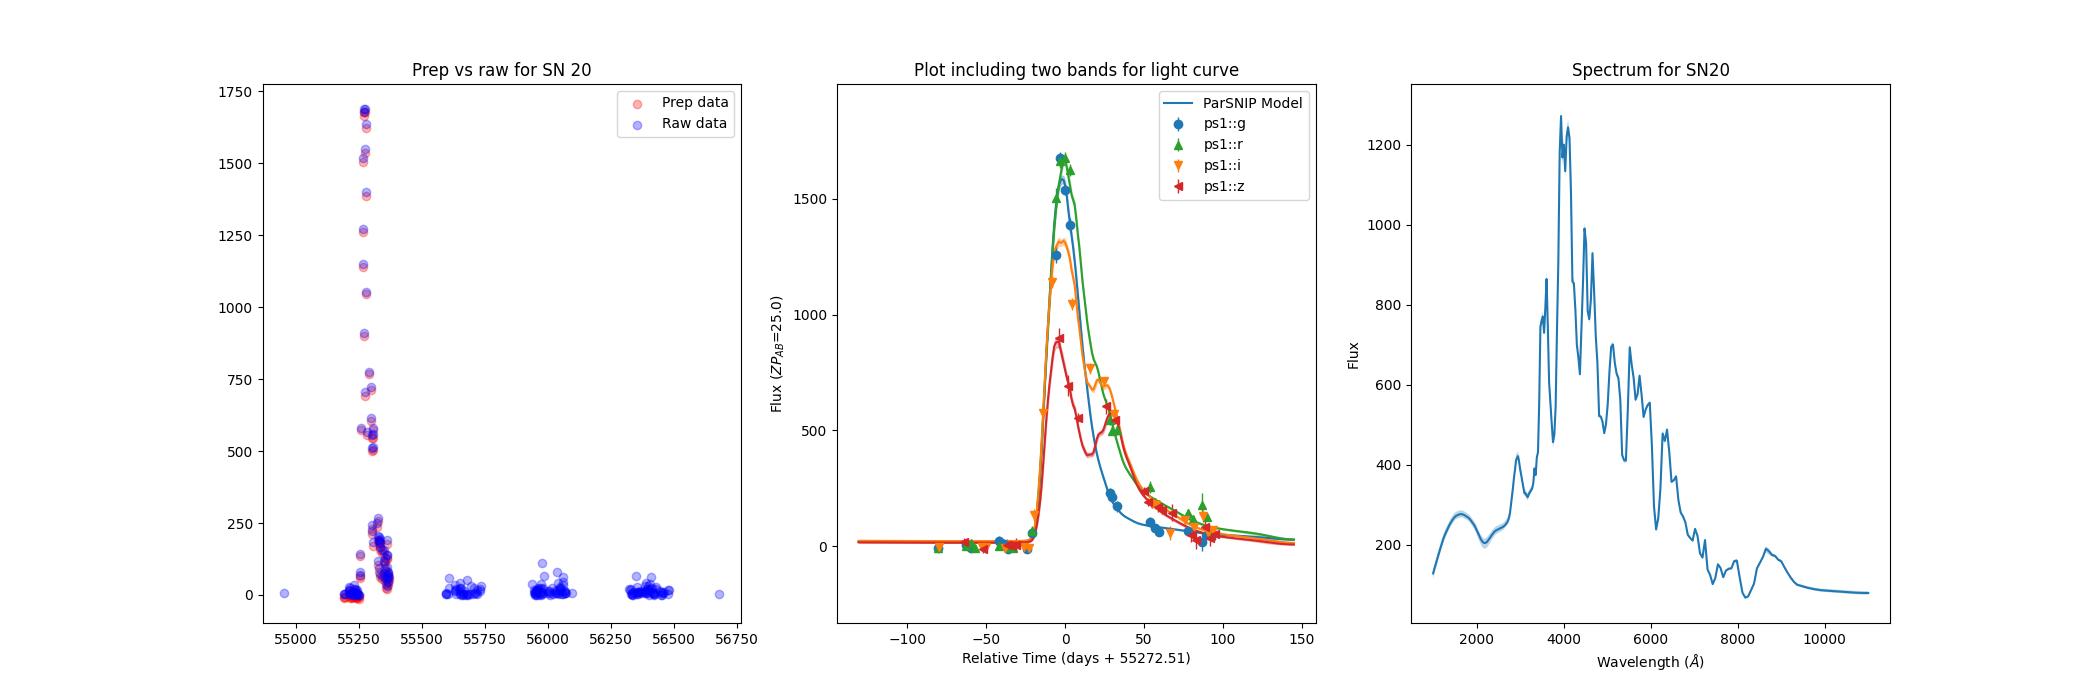 Prep vs raw for SN 20
1750
1500
1250
1000
750
500
250
0
55000
55250
55500
55750
56000
56250
56500
56750
Prep data
Raw data
Plot including two bands for light curve
Flux (ZP_{AB}=25.0)
1500
1000
500
0
−100
−50
0
50
100
150
Relative Time (days + 55272.51)
ParSNIP Model
ps1::g
ps1::r
ps1::i
ps1::z
Spectrum for SN20
Flux
1200
1000
800
600
400
200
2000
4000
6000
8000
10000
Wavelength (Å)